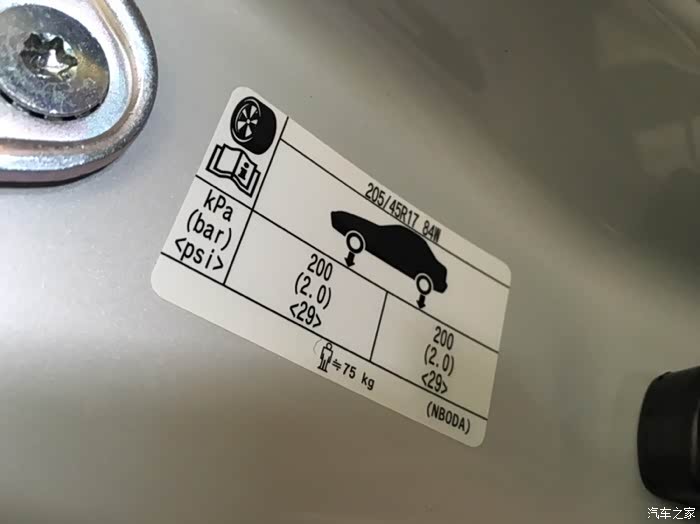 205/45R17 84W
kPa
(bar)
<psi>
200
(2.0)
<29>
200
(2.0)
<29>
≒75 kg
(NBODA)
汽车之家